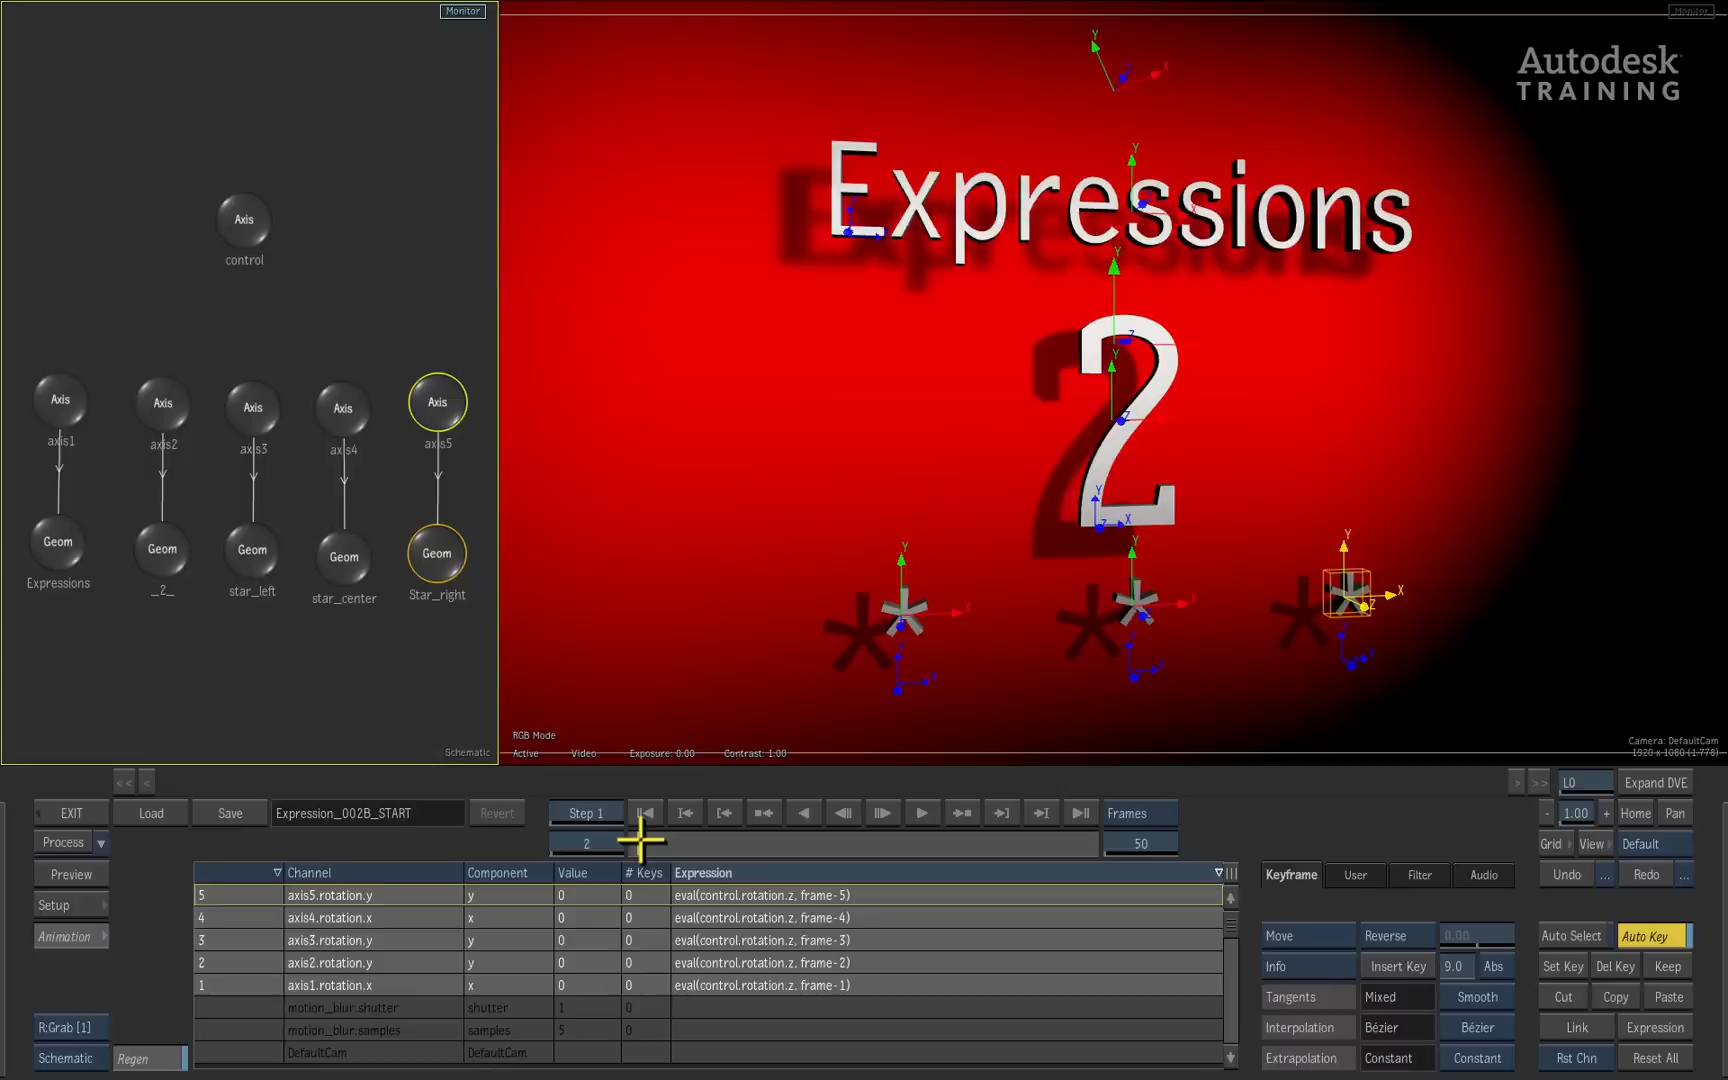 Monitor
Monitor
Autodesk
TRAINING
Axis
control
Axis
axis1
Axis
axis2
Axis
axis3
Axis
axis4
Axis
axis5
Geom
Expressions
Geom
_2_
Geom
star_left
Geom
star_center
Geom
Star_right
Schematic
Expressions
2
RGB Mode
Active Video Exposure: 0.00 Contrast: 1.00
Camera: DefaultCam
1920 x 1080 (1.778)
<< <
> >> L0 Expand DVE
EXIT Load Save Expression_002B_START Revert Step 1 Frames - 1.00 + Home Pan
Process 2 50 Grid View Default
Channel Component Value # Keys Expression
Preview Keyframe User Filter Audio Undo ... Redo ...
5 axis5.rotation.y y 0 0 eval(control.rotation.z, frame-5)
Setup
4 axis4.rotation.x x 0 0 eval(control.rotation.z, frame-4)
Animation Move Reverse 0.00 Auto Select Auto Key
3 axis3.rotation.y y 0 0 eval(control.rotation.z, frame-3)
2 axis2.rotation.y y 0 0 eval(control.rotation.z, frame-2)
Info Insert Key 9.0 Abs Set Key Del Key Keep
1 axis1.rotation.x x 0 0 eval(control.rotation.z, frame-1)
Tangents Mixed Smooth Cut Copy Paste
motion_blur.shutter shutter 1 0
R:Grab [1] motion_blur.samples samples 5 0
Interpolation Bézier Bézier Link Expression
DefaultCam DefaultCam
Schematic Regen Extrapolation Constant Constant Rst Chn Reset All